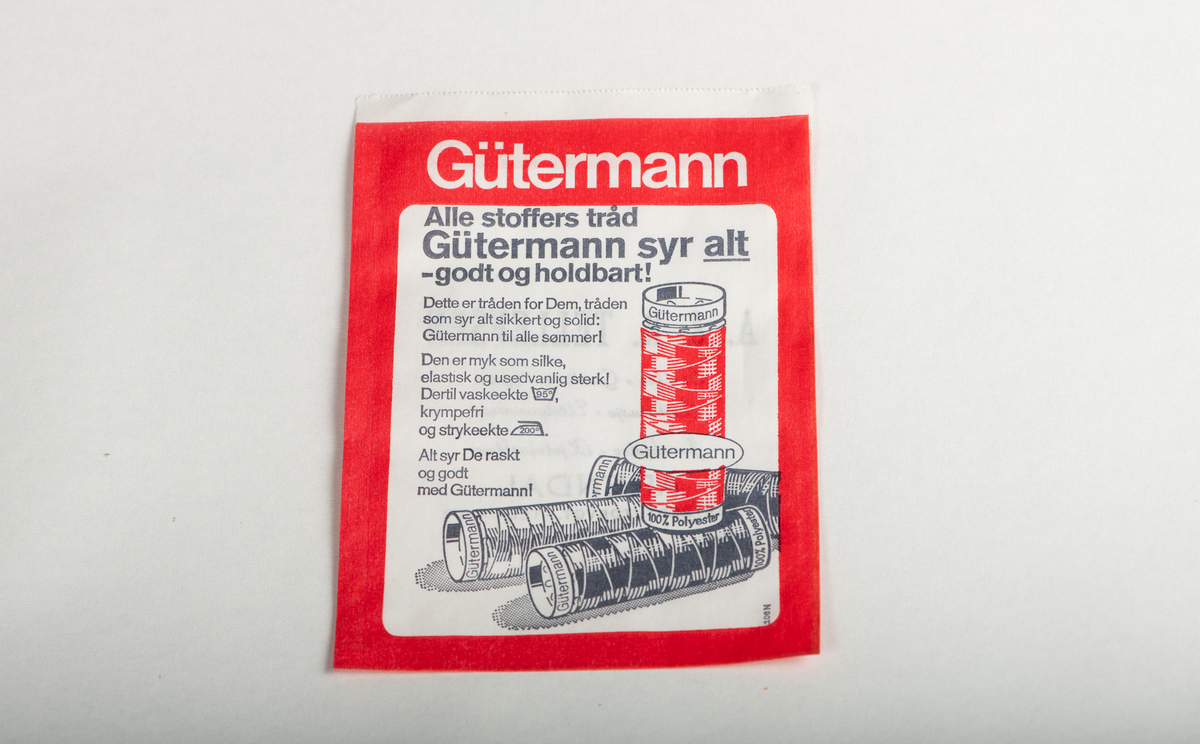 Gütermann
Alle stoffers tråd
Gütermann syr alt
-godt og holdbart!
Dette er tråden for Dem, tråden
som syr alt sikkert og solid:
Gütermann til alle sømmer!
Den er myk som silke,
elastisk og usedvanlig sterk!
Dertil vaskeekte 95°,
krympefri
og strykeekte 200°.
Alt syr De raskt
og godt
med Gütermann!
Gütermann
Gütermann
100% Polyester
ermann
Gütermann
Gütermann
100% Polyester
106 N